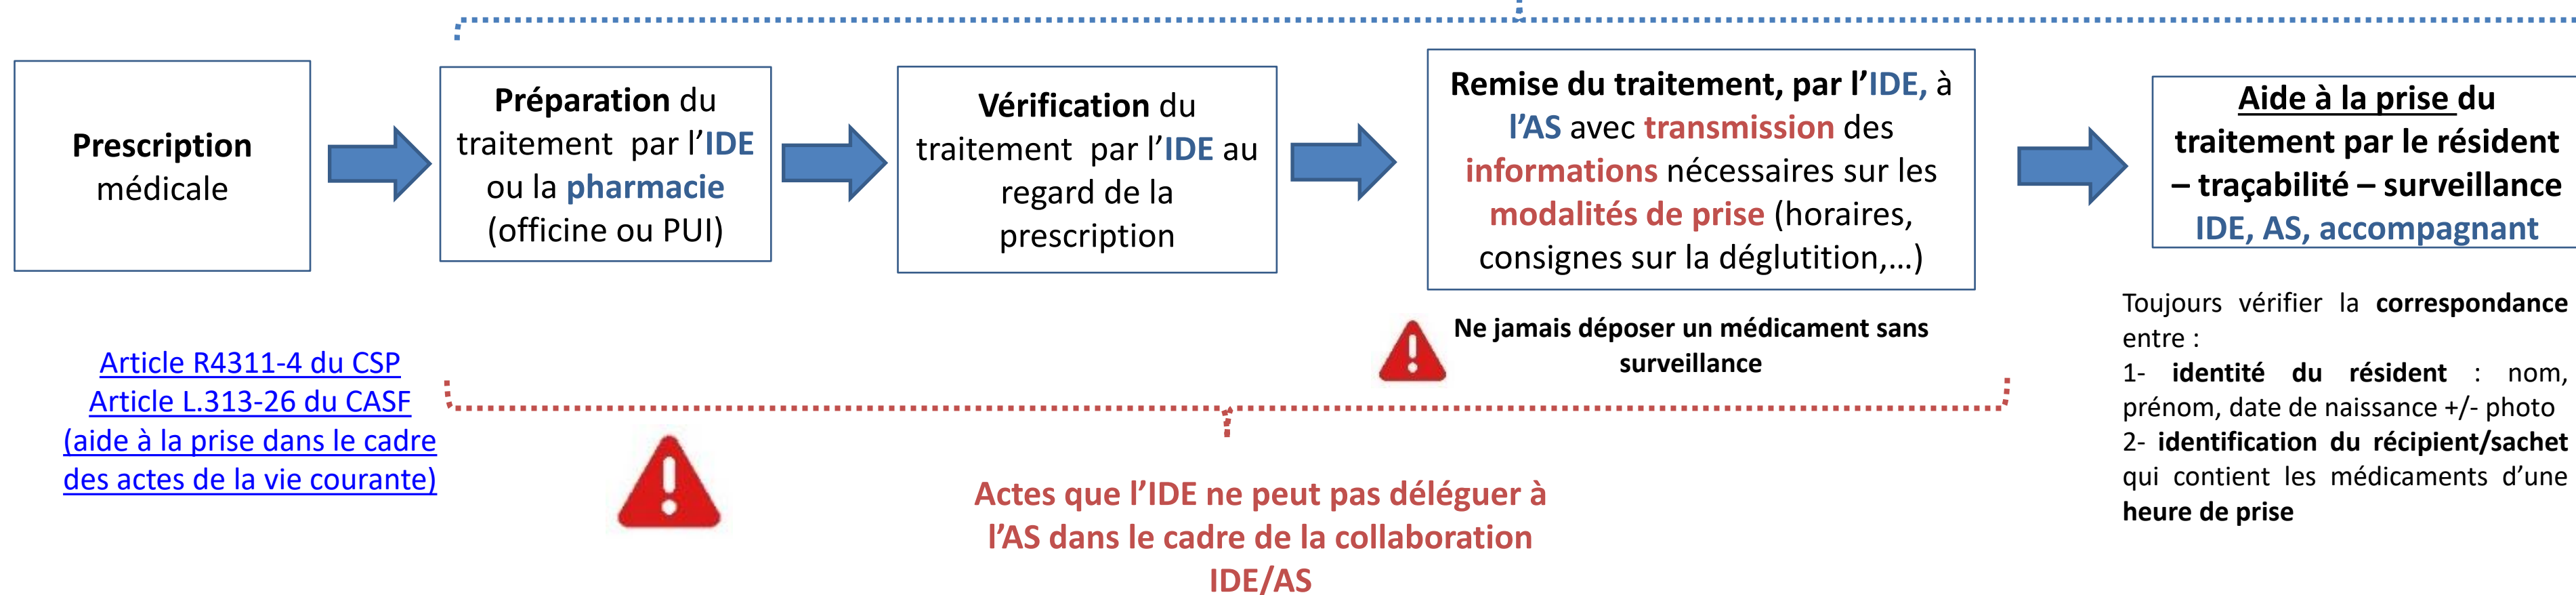 Prescription
médicale
Préparation du
traitement par l’IDE
ou la pharmacie
(officine ou PUI)
Vérification du
traitement par l’IDE au
regard de la
prescription
Remise du traitement, par l’IDE, à
l’AS avec transmission des
informations nécessaires sur les
modalités de prise (horaires,
consignes sur la déglutition,…)
Aide à la prise du
traitement par le résident
– traçabilité – surveillance
IDE, AS, accompagnant
Ne jamais déposer un médicament sans
surveillance
Article R4311-4 du CSP
Article L.313-26 du CASF
(aide à la prise dans le cadre
des actes de la vie courante)
Actes que l’IDE ne peut pas déléguer à
l’AS dans le cadre de la collaboration
IDE/AS
Toujours vérifier la correspondance
entre :
1- identité du résident : nom,
prénom, date de naissance +/- photo
2- identification du récipient/sachet
qui contient les médicaments d’une
heure de prise